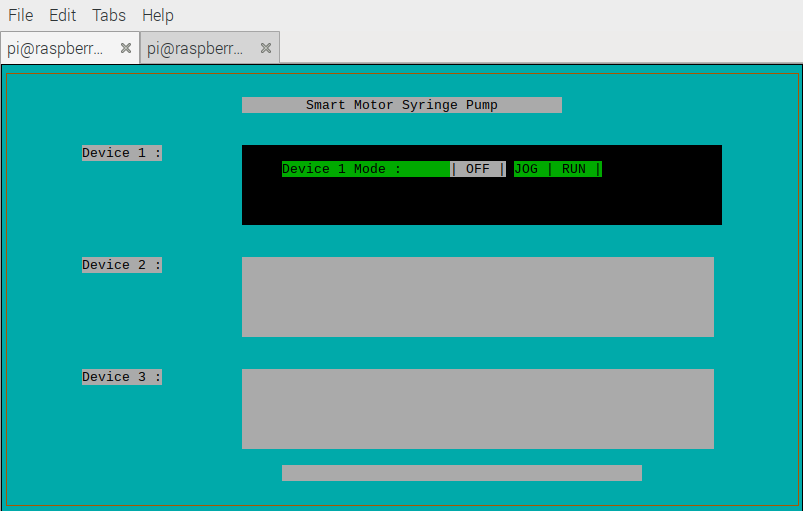 File Edit Tabs Help
pi@raspberr... pi@raspberr...
Smart Motor Syringe Pump
Device 1 :
Device 1 Mode : | OFF | JOG | RUN |
Device 2 :
Device 3 :